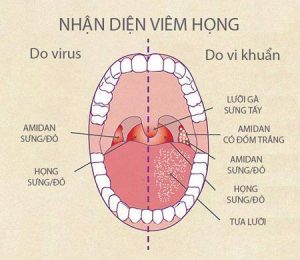 NHẬN DIỆN VIÊM HỌNG
Do virus
Do vi khuẩn
AMIDAN
SƯNG/ĐỎ
HỌNG
SƯNG/ĐỎ
LƯỠI GÀ
SƯNG TẤY
AMIDAN
CÓ ĐỐM TRẮNG
AMIDAN
SƯNG/ĐỎ
HỌNG
SƯNG/ĐỎ
TƯA LƯỠI